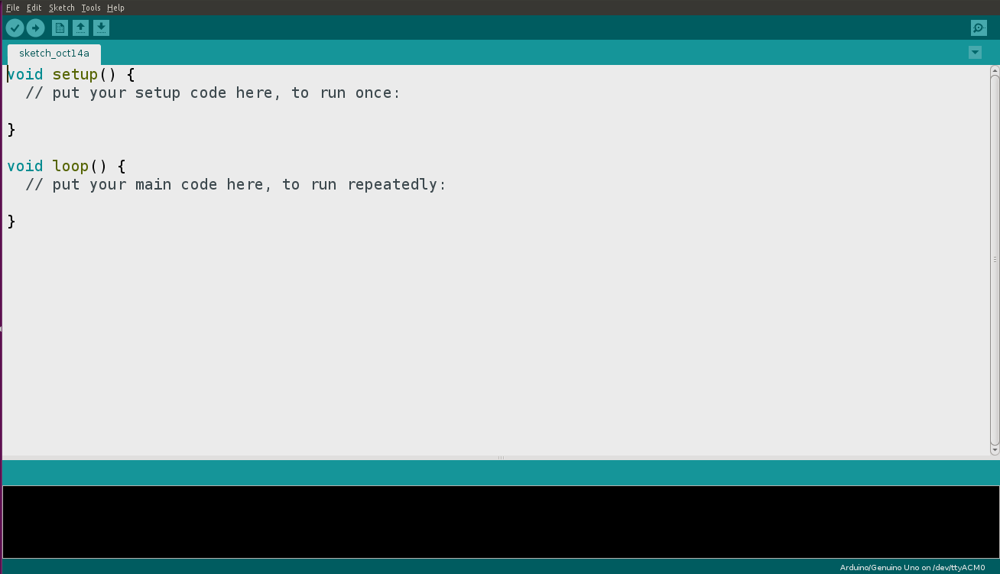 File Edit Sketch Tools Help
sketch_oct14a
void setup() {
  // put your setup code here, to run once:
}
void loop() {
  // put your main code here, to run repeatedly:
}
Arduino/Genuino Uno on /dev/ttyACM0